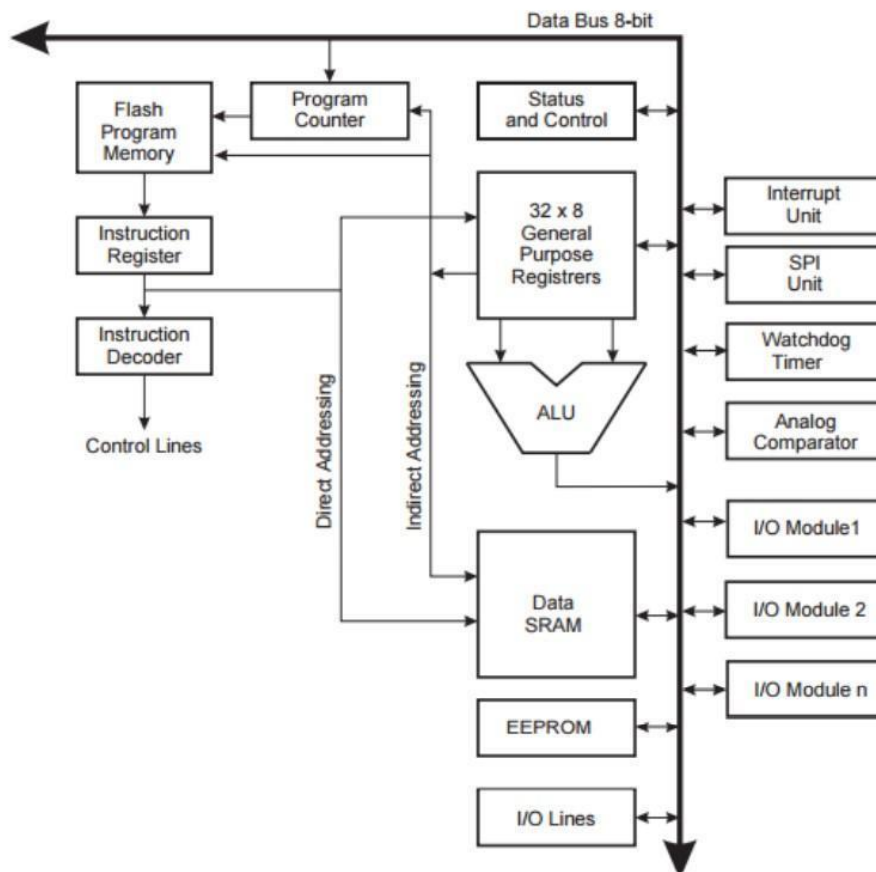 Data Bus 8-bit
Flash
Program
Memory
Program
Counter
Status
and Control
Instruction
Register
32 x 8
General
Purpose
Registrers
Interrupt
Unit
SPI
Unit
Instruction
Decoder
Watchdog
Timer
Control Lines
Direct Addressing
Indirect Addressing
ALU
Analog
Comparator
I/O Module1
Data
SRAM
I/O Module 2
I/O Module n
EEPROM
I/O Lines